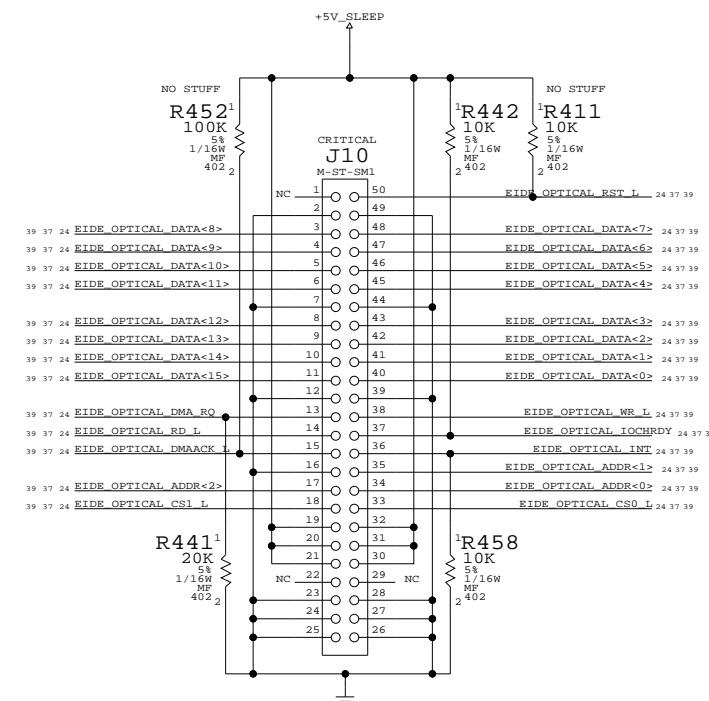 +5V_SLEEP
NO STUFF
R452 1
100K
5%
1/16W
MF
402
2
1 R442
10K
5%
1/16W
MF
402
2
NO STUFF
1 R411
10K
5%
1/16W
MF
402
2
CRITICAL
J10
M-ST-SM1
NC 1 50 EIDE_OPTICAL_RST_L 24 37 39
2 49
39 37 24 EIDE_OPTICAL_DATA<8> 3 48 EIDE_OPTICAL_DATA<7> 24 37 39
39 37 24 EIDE_OPTICAL_DATA<9> 4 47 EIDE_OPTICAL_DATA<6> 24 37 39
39 37 24 EIDE_OPTICAL_DATA<10> 5 46 EIDE_OPTICAL_DATA<5> 24 37 39
39 37 24 EIDE_OPTICAL_DATA<11> 6 45 EIDE_OPTICAL_DATA<4> 24 37 39
7 44
39 37 24 EIDE_OPTICAL_DATA<12> 8 43 EIDE_OPTICAL_DATA<3> 24 37 39
39 37 24 EIDE_OPTICAL_DATA<13> 9 42 EIDE_OPTICAL_DATA<2> 24 37 39
39 37 24 EIDE_OPTICAL_DATA<14> 10 41 EIDE_OPTICAL_DATA<1> 24 37 39
39 37 24 EIDE_OPTICAL_DATA<15> 11 40 EIDE_OPTICAL_DATA<0> 24 37 39
12 39
39 37 24 EIDE_OPTICAL_DMA_RQ 13 38 EIDE_OPTICAL_WR_L 24 37 39
39 37 24 EIDE_OPTICAL_RD_L 14 37 EIDE_OPTICAL_IOCHRDY 24 37 3
39 37 24 EIDE_OPTICAL_DMAACK_L 15 36 EIDE_OPTICAL_INT 24 37 39
16 35 EIDE_OPTICAL_ADDR<1> 24 37 39
39 37 24 EIDE_OPTICAL_ADDR<2> 17 34 EIDE_OPTICAL_ADDR<0> 24 37 39
39 37 24 EIDE_OPTICAL_CS1_L 18 33 EIDE_OPTICAL_CS0_L 24 37 39
19 32
20 31
21 30
NC 22 29 NC
23 28
24 27
25 26
R441 1
20K
5%
1/16W
MF
402
2
1 R458
10K
5%
1/16W
MF
402
2